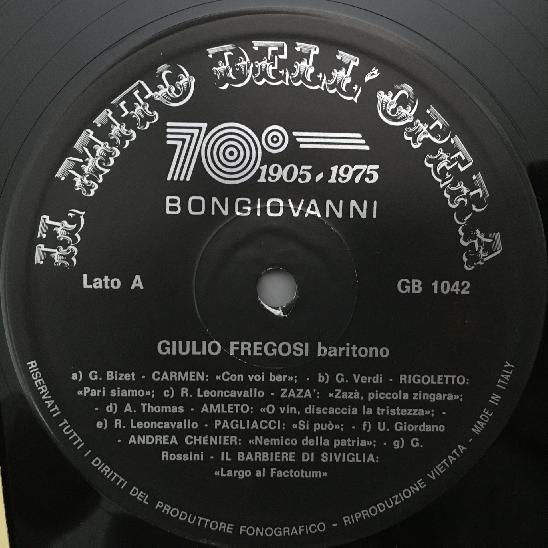 IL MITO DELL'OPERA
70°
1905-1975
BONGIOVANNI
Lato A
GB 1042
GIULIO FREGOSI baritono
a) G. Bizet - CARMEN: «Con voi ber»; - b) G. Verdi - RIGOLETTO:
«Pari siamo»; c) R. Leoncavallo - ZAZA': «Zazà, piccola zingara»;
- d) A. Thomas - AMLETO: «O vin, discaccia la tristezza»; -
e) R. Leoncavallo - PAGLIACCI: «Si può»; - f) U. Giordano
- ANDREA CHÉNIER: «Nemico della patria»; - g) G.
Rossini - IL BARBIERE DI SIVIGLIA:
«Largo al Factotum»
RISERVATI TUTTI I DIRITTI DEL PRODUTTORE FONOGRAFICO - RIPRODUZIONE VIETATA - MADE IN ITALY